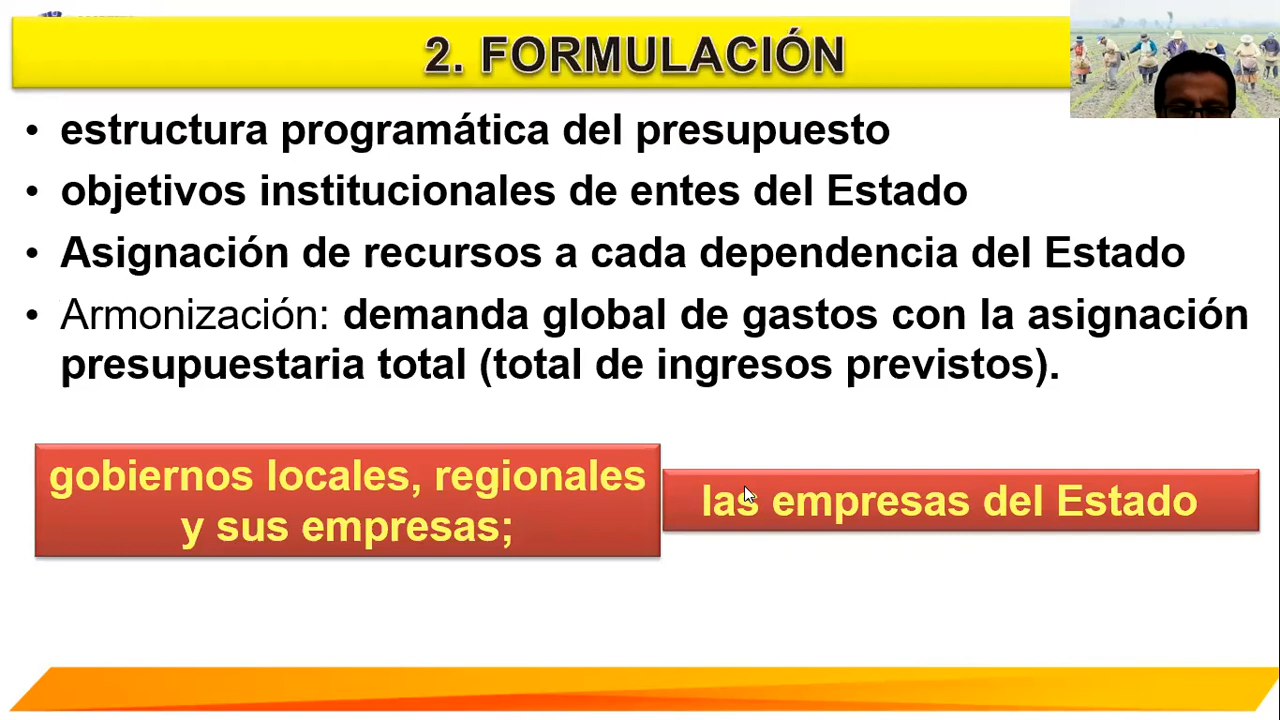 2. FORMULACIÓN
• estructura programática del presupuesto
• objetivos institucionales de entes del Estado
• Asignación de recursos a cada dependencia del Estado
• Armonización: demanda global de gastos con la asignación
presupuestaria total (total de ingresos previstos).
gobiernos locales, regionales
y sus empresas;
las empresas del Estado